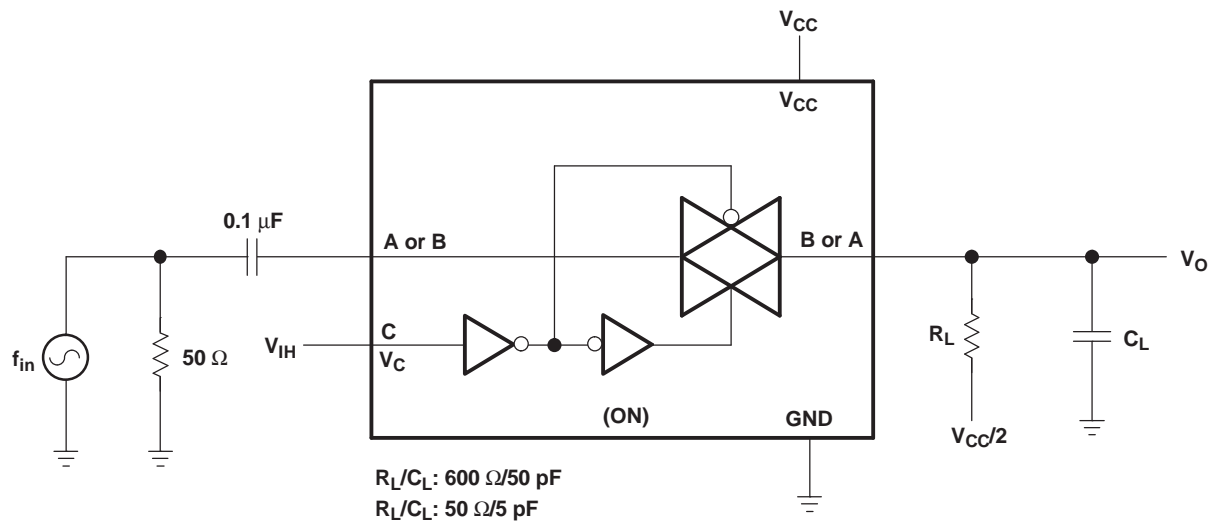 VCC
VCC
0.1 μF
A or B
B or A
VO
fin
50 Ω
VIH
C
VC
RL
CL
(ON)
GND
VCC/2
RL/CL: 600 Ω/50 pF
RL/CL: 50 Ω/5 pF